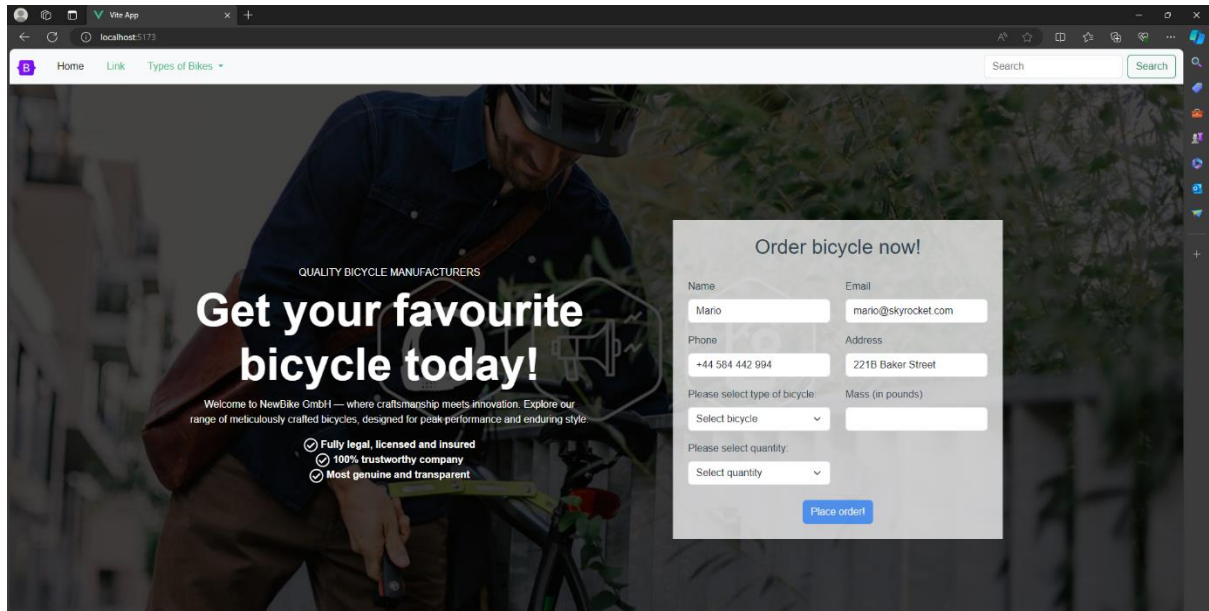 Vite App
localhost:5173
B Home Link Types of Bikes Search Search
QUALITY BICYCLE MANUFACTURERS
Get your favourite
bicycle today!
Welcome to NewBike GmbH — where craftsmanship meets innovation. Explore our
range of meticulously crafted bicycles, designed for peak performance and enduring style.
Fully legal, licensed and insured
100% trustworthy company
Most genuine and transparent
Order bicycle now!
Name Email
Mario mario@skyrocket.com
Phone Address
+44 584 442 994 221B Baker Street
Please select type of bicycle: Mass (in pounds)
Select bicycle
Please select quantity:
Select quantity
Place order!